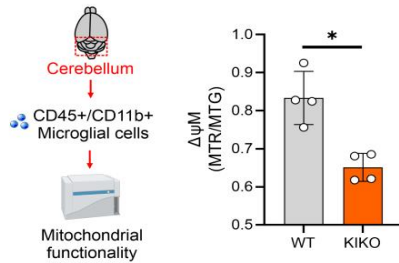 Cerebellum
CD45+/CD11b+
Microglial cells
Mitochondrial
functionality
ΔψM
(MTR/MTG)
*
1.0
0.9
0.8
0.7
0.6
0.5
WT KIKO